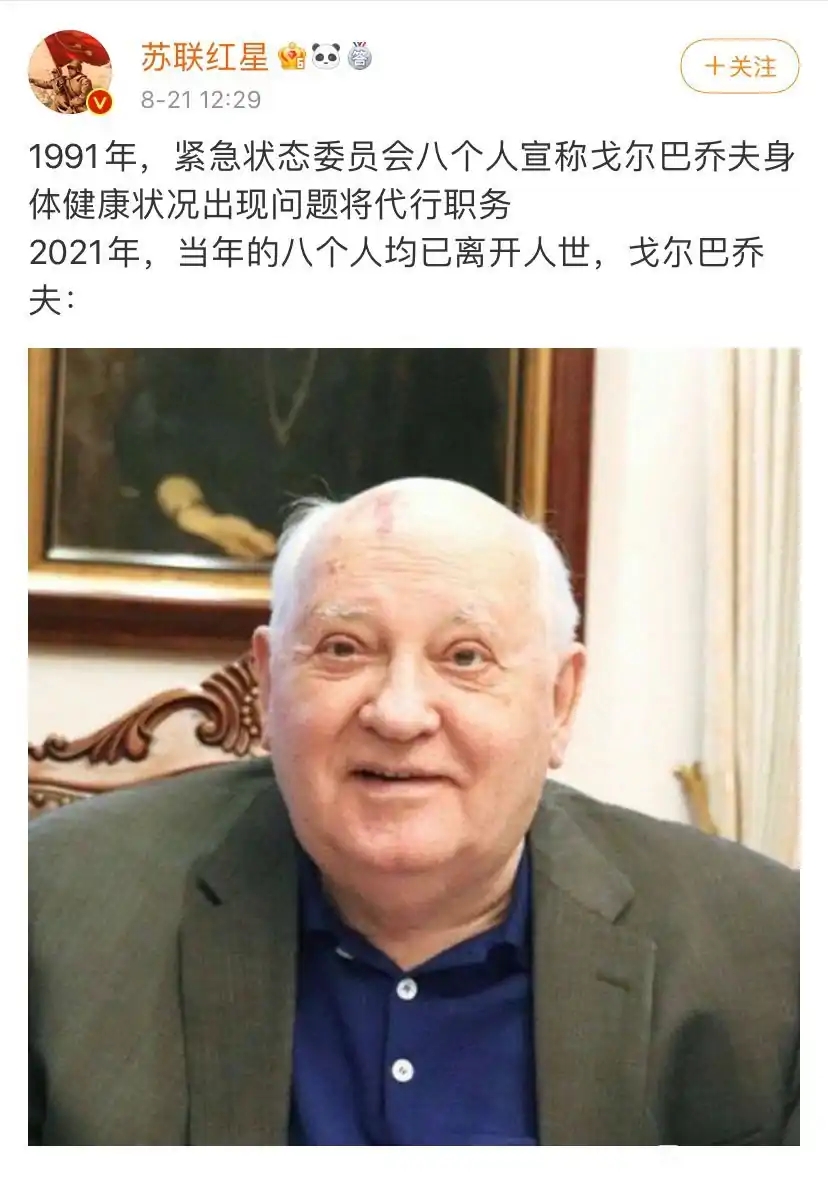 苏联红星
8-21 12:29
+关注
1991年，紧急状态委员会八个人宣称戈尔巴乔夫身
体健康状况出现问题将代行职务
2021年，当年的八个人均已离开人世，戈尔巴乔
夫：